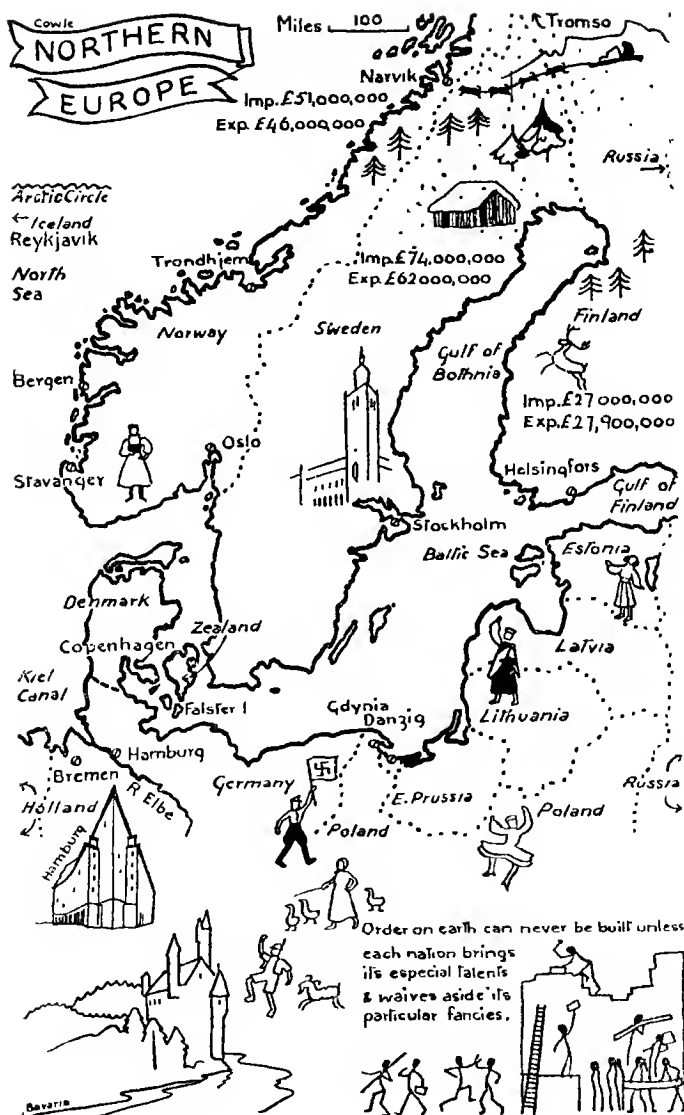 Cowle
NORTHERN
EUROPE
Miles 100
Tromso
Narvik
Imp. £51,000,000
Exp. £46,000,000
Russia
Arctic Circle
Iceland
Reykjavik
North
Sea
Trondhjem
Imp. £74.000,000
Exp. £62000,000
Norway
Sweden
Finland
Gulf of
Bothnia
Bergen
Imp. £27000,000
Exp. £27,900,000
Oslo
Stavanger
Helsingfors
Gulf of
Finland
Stockholm
Baltic Sea
Estonia
Denmark
Zealand
Copenhagen
Latvia
Kiel
Canal
Falster I
Gdynia
Danzig
Lithuania
Hamburg
Bremen
R. Elbe
Germany
E. Prussia
Russia
Holland
Poland
Poland
Hamburg
Order on earth can never be built unless
each nation brings
its especial talents
& waives aside its
particular fancies.
Bavaria